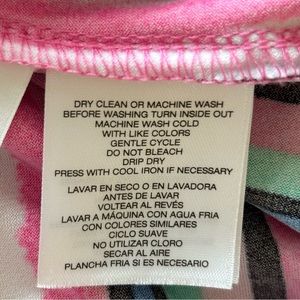 DRY CLEAN OR MACHINE WASH
BEFORE WASHING TURN INSIDE OUT
MACHINE WASH COLD
WITH LIKE COLORS
GENTLE CYCLE
DO NOT BLEACH
DRIP DRY
PRESS WITH COOL IRON IF NECESSARY
LAVAR EN SECO O EN LAVADORA
ANTES DE LAVAR
VOLTEAR AL REVÉS
LAVAR A MÁQUINA CON AGUA FRIA
CON COLORES SIMILARES
CICLO SUAVE
NO UTILIZAR CLORO
SECAR AL AIRE
PLANCHA FRIA SI ES NECESARIO